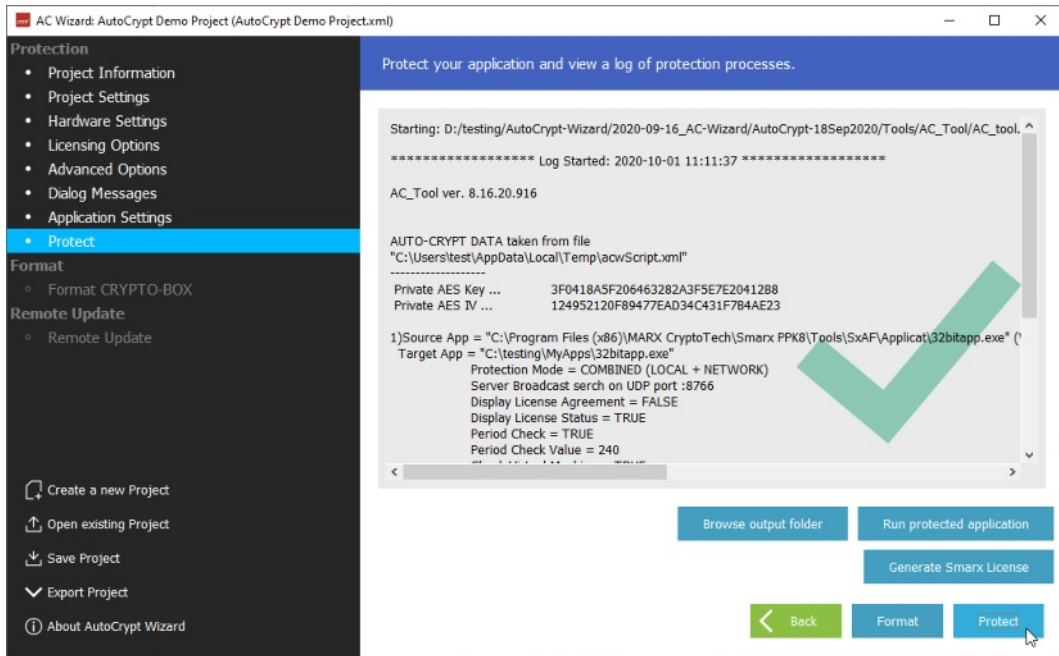 AC Wizard: AutoCrypt Demo Project (AutoCrypt Demo Project.xml)
Protection
• Project Information
• Project Settings
• Hardware Settings
• Licensing Options
• Advanced Options
• Dialog Messages
• Application Settings
• Protect
Format
Format CRYPTO-BOX
Remote Update
Remote Update
Create a new Project
Open existing Project
Save Project
Export Project
About AutoCrypt Wizard
Protect your application and view a log of protection processes.
Starting: D:/testing/AutoCrypt-Wizard/2020-09-16_AC-Wizard/AutoCrypt-18Sep2020/Tools/AC_Tool/AC_tool.
****************** Log Started: 2020-10-01 11:11:37 ******************
AC_Tool ver. 8.16.20.916
AUTO-CRYPT DATA taken from file
"C:\Users\test\AppData\Local\Temp\acwScript.xml"
-------------------
Private AES Key ... 3F0418A5F206463282A3F5E7E20412B8
Private AES IV ... 124952120F89477EAD34C431F7B4AE23
1)Source App = "C:\Program Files (x86)\MARX CryptoTech\Smarx PPK8\Tools\SxAF\Applicat\32bitapp.exe" (
Target App = "C:\testing\MyApps\32bitapp.exe"
Protection Mode = COMBINED (LOCAL + NETWORK)
Server Broadcast serch on UDP port :8766
Display License Agreement = FALSE
Display License Status = TRUE
Period Check = TRUE
Period Check Value = 240
Browse output folder
Run protected application
Generate Smarx License
Back
Format
Protect